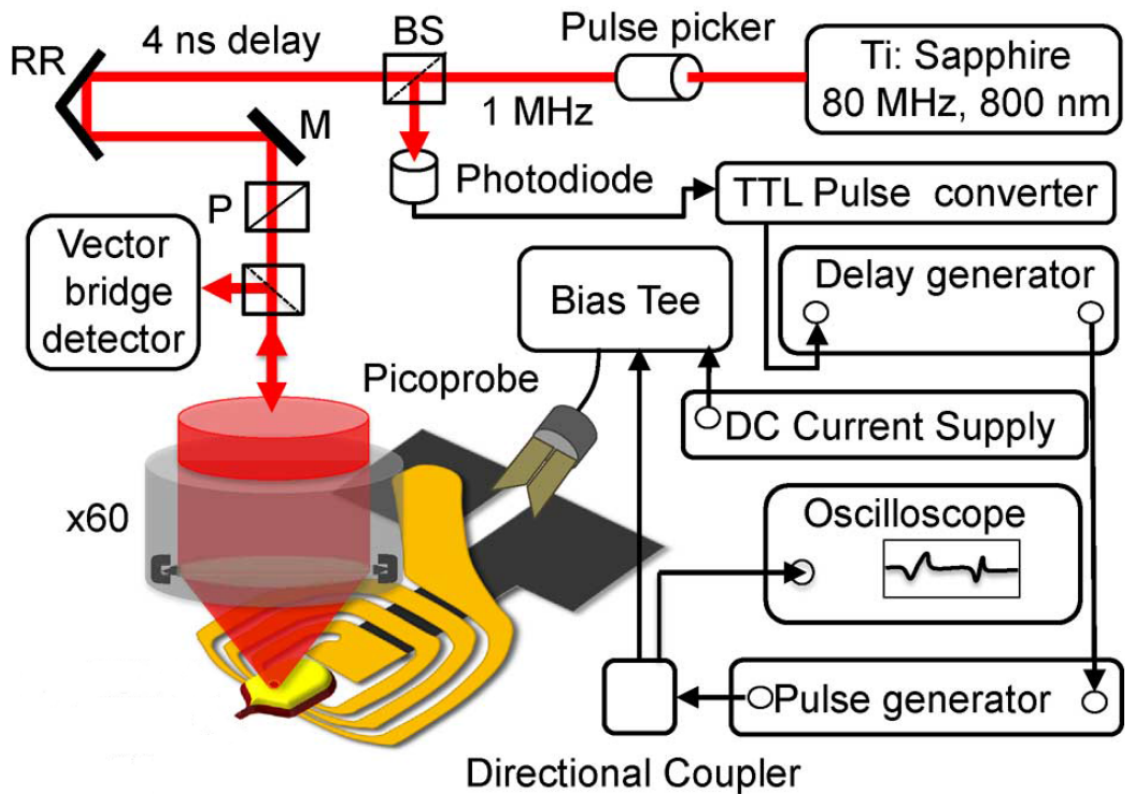 4 ns delay
BS
Pulse picker
RR
Ti: Sapphire
80 MHz, 800 nm
M
1 MHz
Photodiode
TTL Pulse converter
P
Vector
bridge
detector
Bias Tee
Delay generator
Picoprobe
DC Current Supply
x60
Oscilloscope
Pulse generator
Directional Coupler